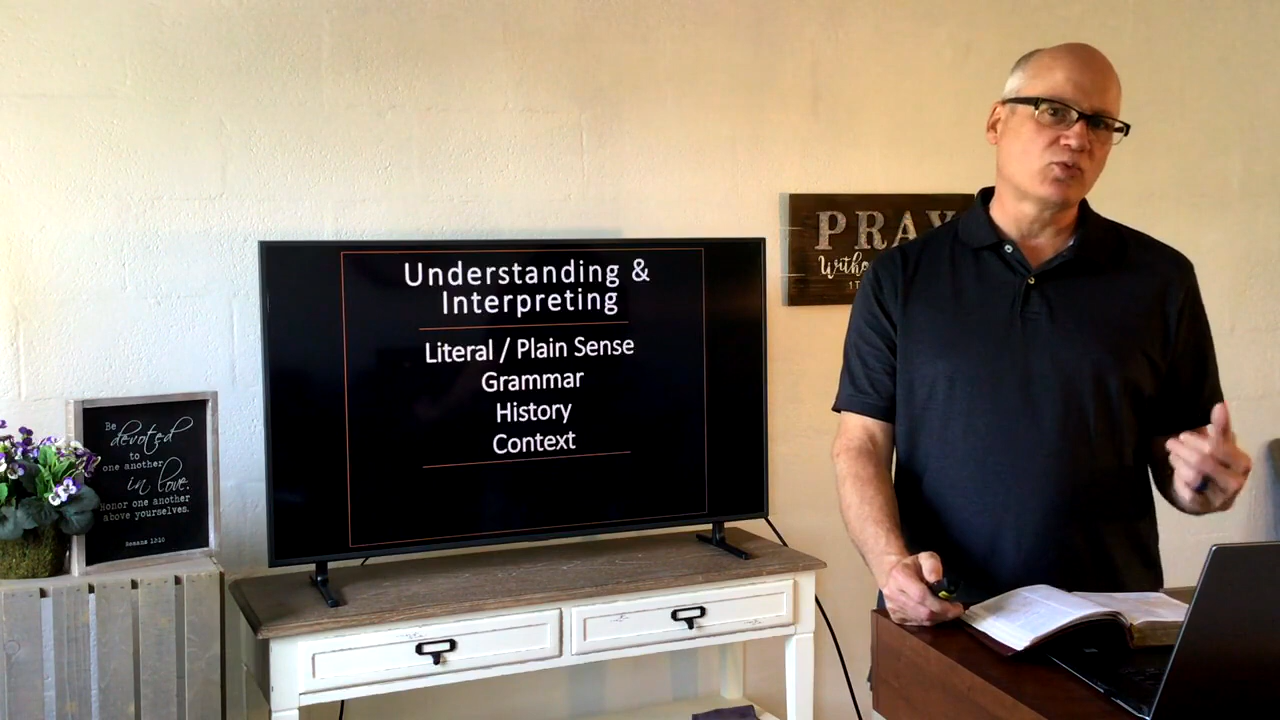 Understanding &
Interpreting
Literal / Plain Sense
Grammar
History
Context
PRAY
Be
devoted
to
one another
in love.
Honor one another
above yourselves.
Romans 12:10